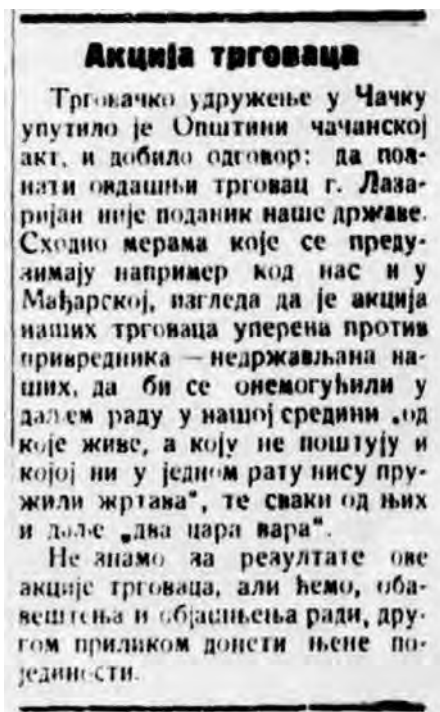 Акција трговаца
Трговачко удружење у Чачку
упутило је Општини чачанској
акт, и добило одговор: да поз-
нати овдашњи трговац г. Лаза-
ријан није поданик наше државе.
Сходно мерама које се преду-
зимају например код нас и у
Мађарској, изгледа да је акција
наших трговаца уперена против
привредника — недржављана на-
ших, да би се онемогућили у
даљем раду у нашој средини „од
које живе, а коју не поштују и
којој ни у једном рату нису пру-
жили жртава“, те сваки од њих
и даље „два цара вара“.
Не знамо за резултате ове
акције трговаца, али ћемо, оба-
вештења и објашњења ради, дру-
гом приликом донети њене по-
јединости.